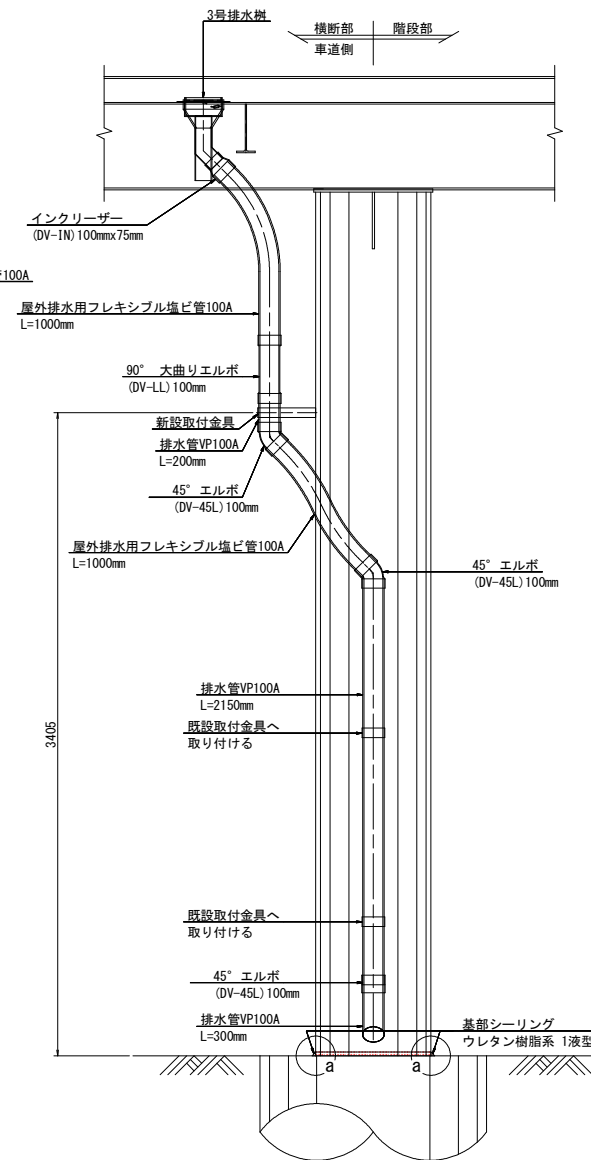 3号排水桝
横断部
階段部
車道側
インクリーザー
(DV-IN)100mmx75mm
管100A
屋外排水用フレキシブル塩ビ管100A
L=1000mm
90° 大曲りエルボ
(DV-LL)100mm
新設取付金具
排水管VP100A
L=200mm
45° エルボ
(DV-45L)100mm
屋外排水用フレキシブル塩ビ管100A
L=1000mm
45° エルボ
(DV-45L)100mm
排水管VP100A
L=2150mm
既設取付金具へ
取り付ける
3405
既設取付金具へ
取り付ける
45° エルボ
(DV-45L)100mm
排水管VP100A
L=300mm
基部シーリング
ウレタン樹脂系 1液型
a
a